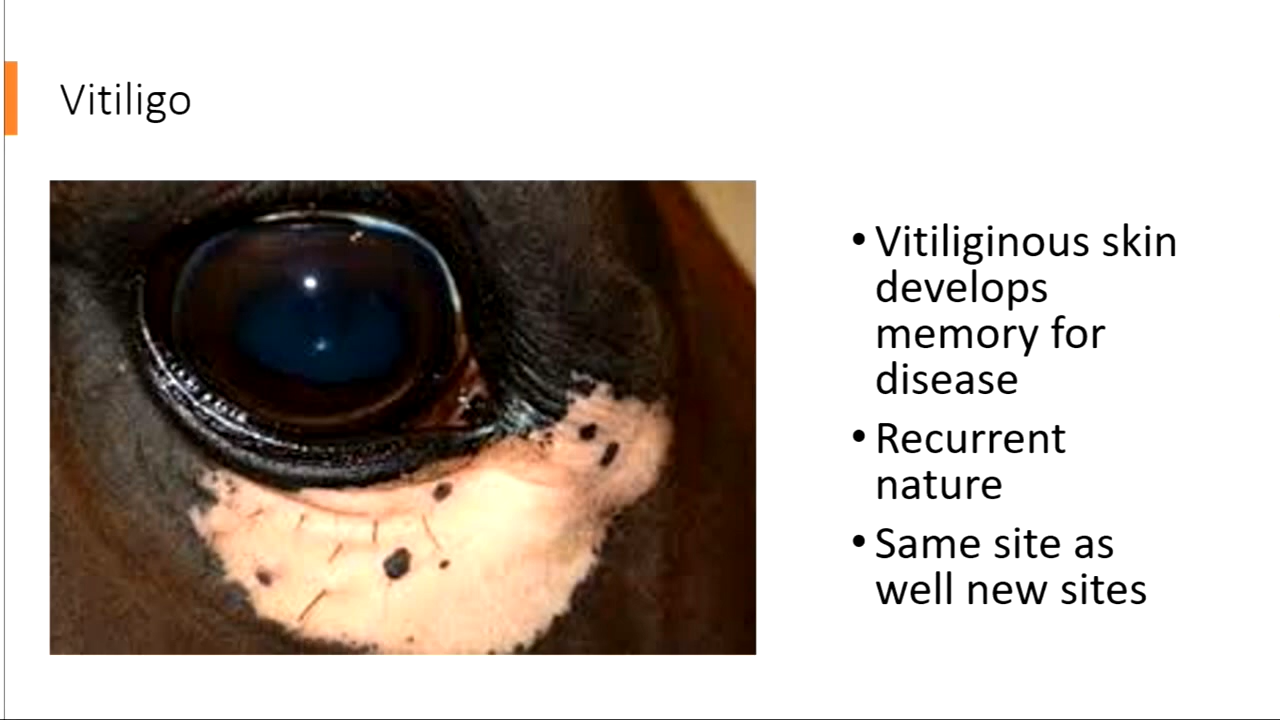 Vitiligo
• Vitiliginous skin
develops
memory for
disease
• Recurrent
nature
• Same site as
well new sites